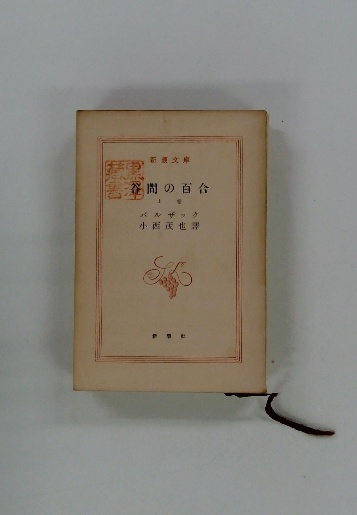 新潮文庫
谷間の百合
上巻
バルザック
小西茂也譯
新潮社